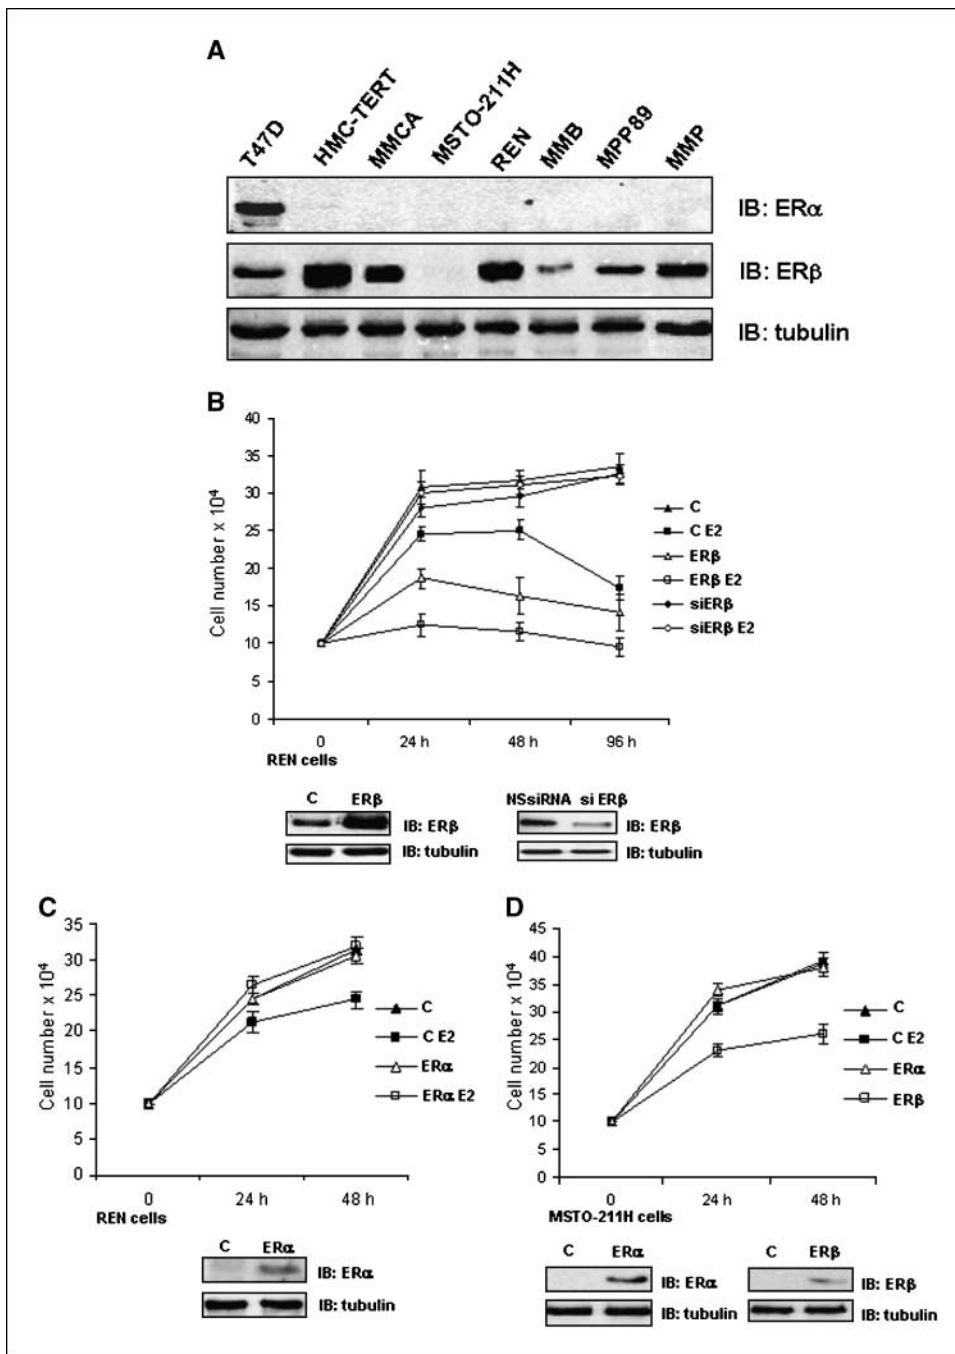 A
T47D
HMC-TERT
MMCA
MSTO-211H
REN
MMB
MPP89
MMP
IB: ERα
IB: ERβ
IB: tubulin
B
40
35
30
25
20
15
10
5
0
Cell number x 10⁴
0 24 h 48 h 96 h
REN cells
C
C E2
ERβ
ERβ E2
siERβ
siERβ E2
C ERβ
IB: ERβ
IB: tubulin
NSsiRNA si ERβ
IB: ERβ
IB: tubulin
C
35
30
25
20
15
10
5
0
Cell number x 10⁴
0 24 h 48 h
REN cells
C
C E2
ERα
ERα E2
C ERα
IB: ERα
IB: tubulin
D
45
40
35
30
25
20
15
10
5
0
Cell number x 10⁴
0 24 h 48 h
MSTO-211H cells
C
C E2
ERα
ERβ
C ERα
IB: ERα
IB: tubulin
C ERβ
IB: ERβ
IB: tubulin